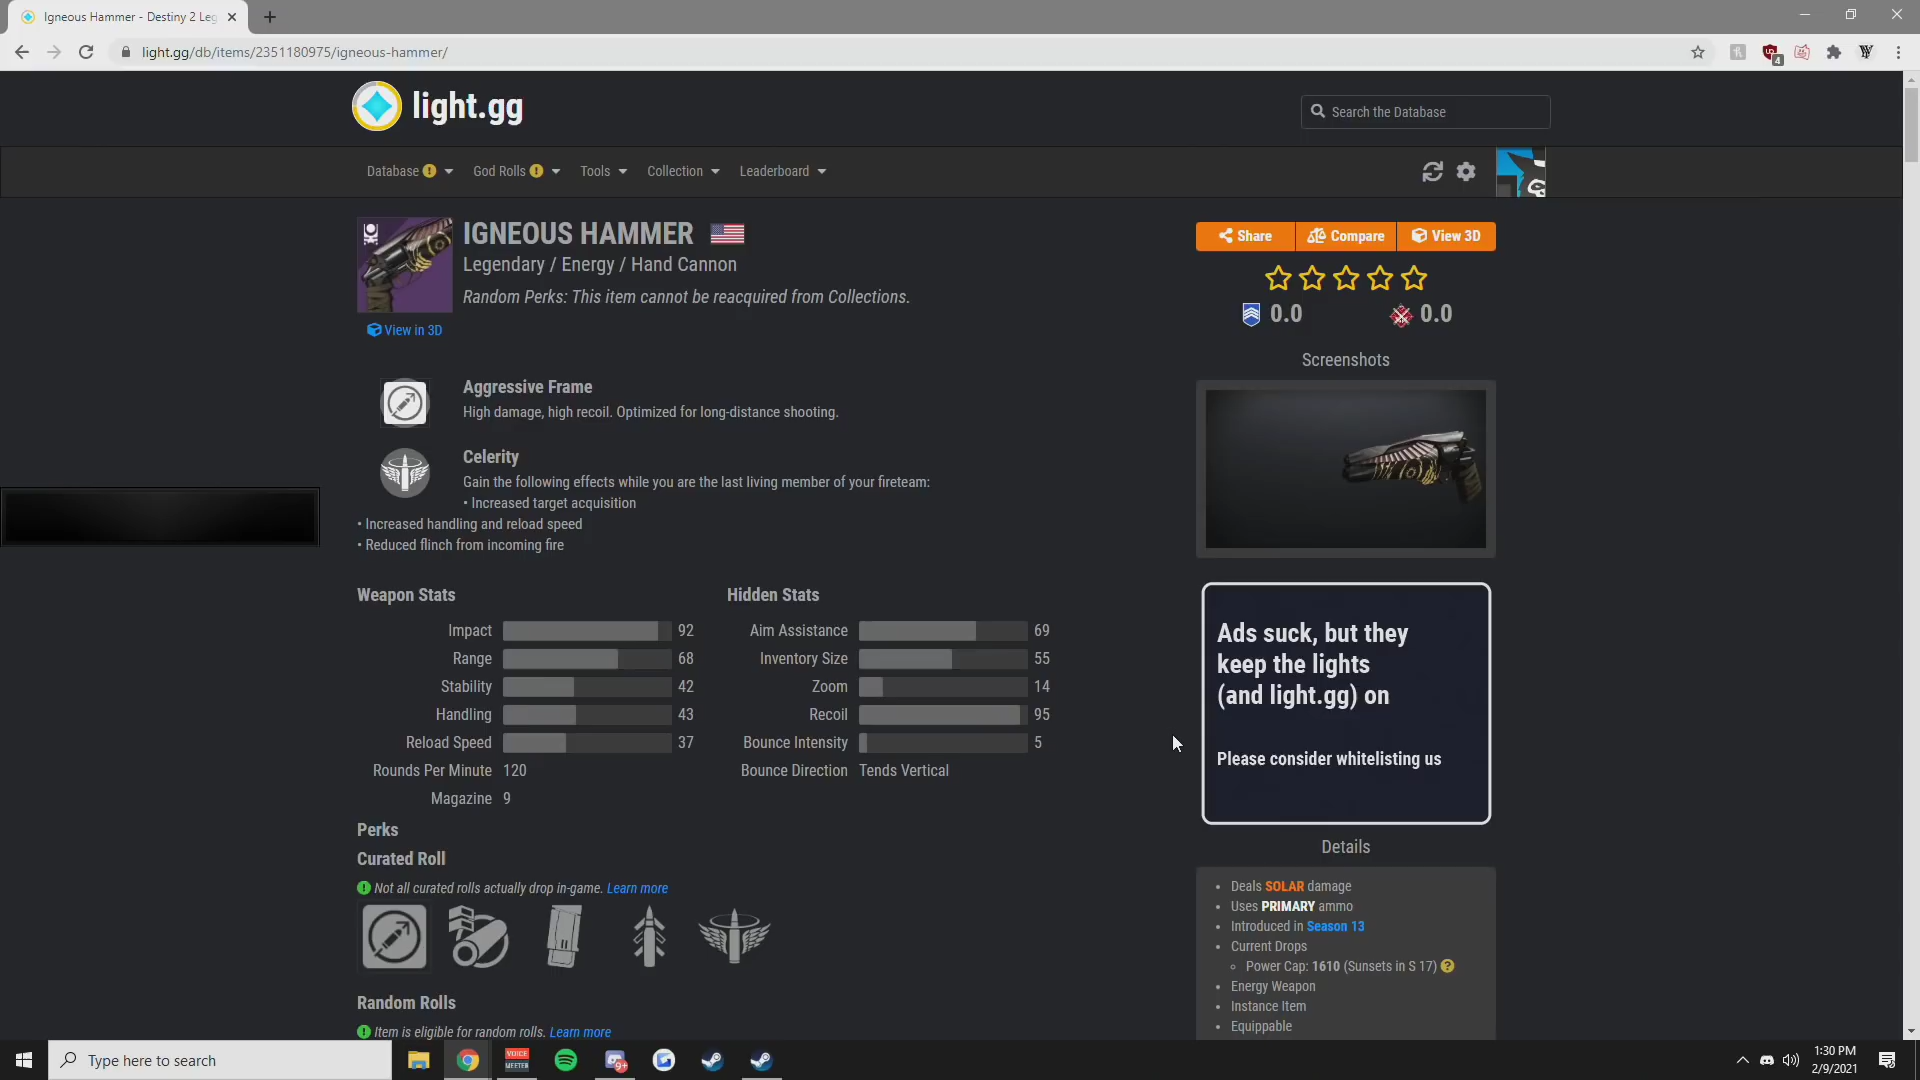 Igneous Hammer - Destiny 2 Leg
light.gg/db/items/2351180975/igneous-hammer/
4
light.gg
Search the Database
Database
God Rolls
Tools
Collection
Leaderboard
IGNEOUS HAMMER
Legendary / Energy / Hand Cannon
Random Perks: This item cannot be reacquired from Collections.
View in 3D
Share
Compare
View 3D
0.0
0.0
Screenshots
Aggressive Frame
High damage, high recoil. Optimized for long-distance shooting.
Celerity
Gain the following effects while you are the last living member of your fireteam:
• Increased target acquisition
• Increased handling and reload speed
• Reduced flinch from incoming fire
Weapon Stats
Impact 92
Range 68
Stability 42
Handling 43
Reload Speed 37
Rounds Per Minute 120
Magazine 9
Hidden Stats
Aim Assistance 69
Inventory Size 55
Zoom 14
Recoil 95
Bounce Intensity 5
Bounce Direction Tends Vertical
Ads suck, but they
keep the lights
(and light.gg) on
Please consider whitelisting us
Perks
Curated Roll
Not all curated rolls actually drop in-game. Learn more
Random Rolls
Item is eligible for random rolls. Learn more
Details
• Deals SOLAR damage
• Uses PRIMARY ammo
• Introduced in Season 13
• Current Drops
◦ Power Cap: 1610 (Sunsets in S 17)
• Energy Weapon
• Instance Item
• Equippable
Type here to search
VOICE
MEETER
9+
1:30 PM
2/9/2021